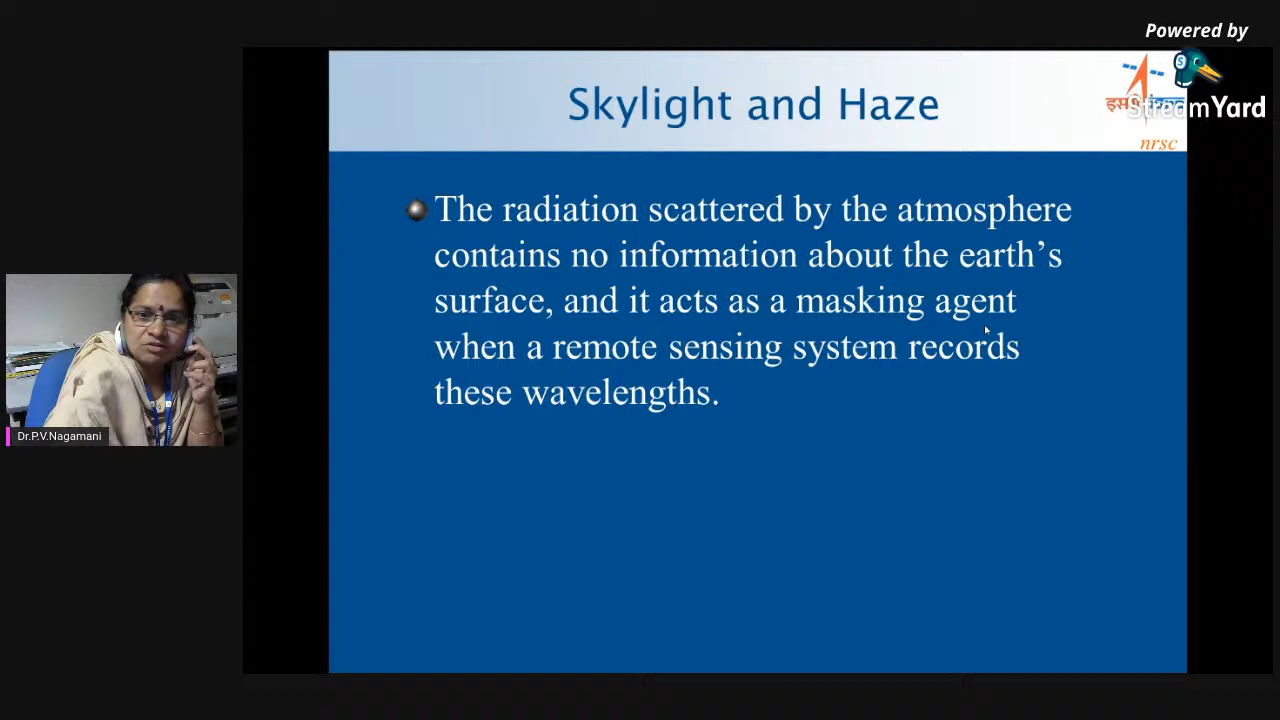 Powered by
StreamYard
Skylight and Haze
nrsc
The radiation scattered by the atmosphere
contains no information about the earth’s
surface, and it acts as a masking agent
when a remote sensing system records
these wavelengths.
Dr.P.V.Nagamani